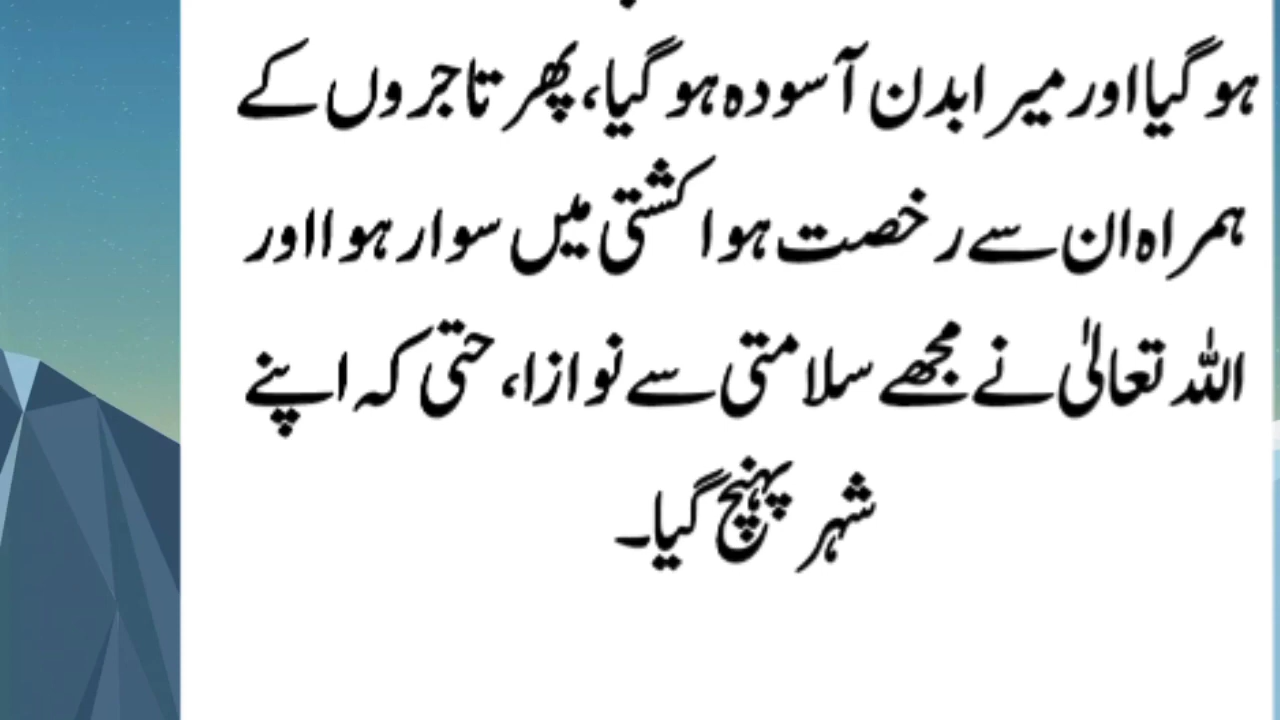 ہو گیا اور میرا بدن آسودہ ہو گیا، پھر تاجروں کے
ہمراہ ان سے رخصت ہوا کشتی میں سوار ہوا اور
اللہ تعالیٰ نے مجھے سلامتی سے نوازا، حتی کہ اپنے
شہر پہنچ گیا۔